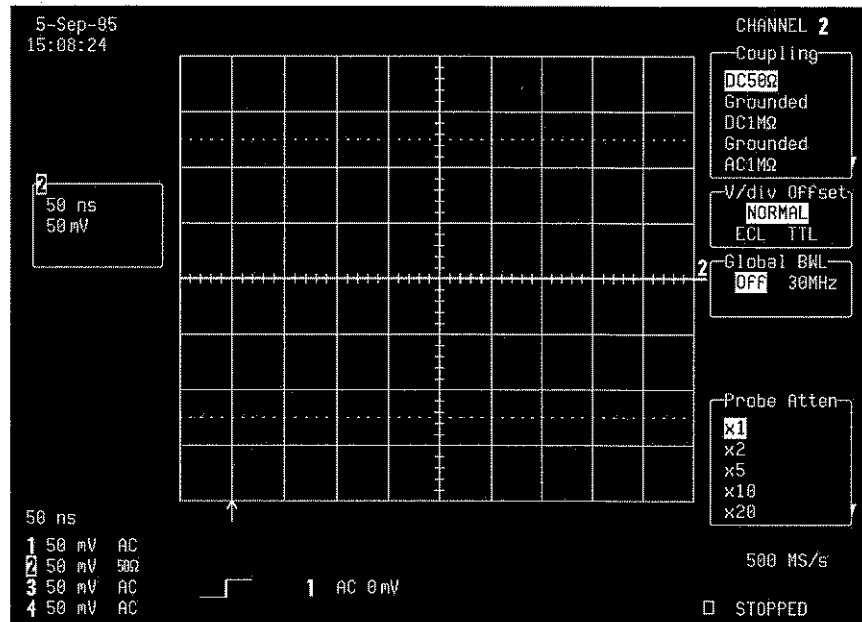 5-Sep-95
15:08:24
CHANNEL 2
Coupling
DC50Ω
Grounded
DC1MΩ
Grounded
AC1MΩ
2
50 ns
50 mV
V/div Offset
NORMAL
ECL TTL
2
Global BWL
Off 30MHz
Probe Atten
x1
x2
x5
x10
x20
50 ns
1 50 mV AC
2 50 mV 50Ω
3 50 mV AC
4 50 mV AC
1 AC 0mV
500 MS/s
STOPPED